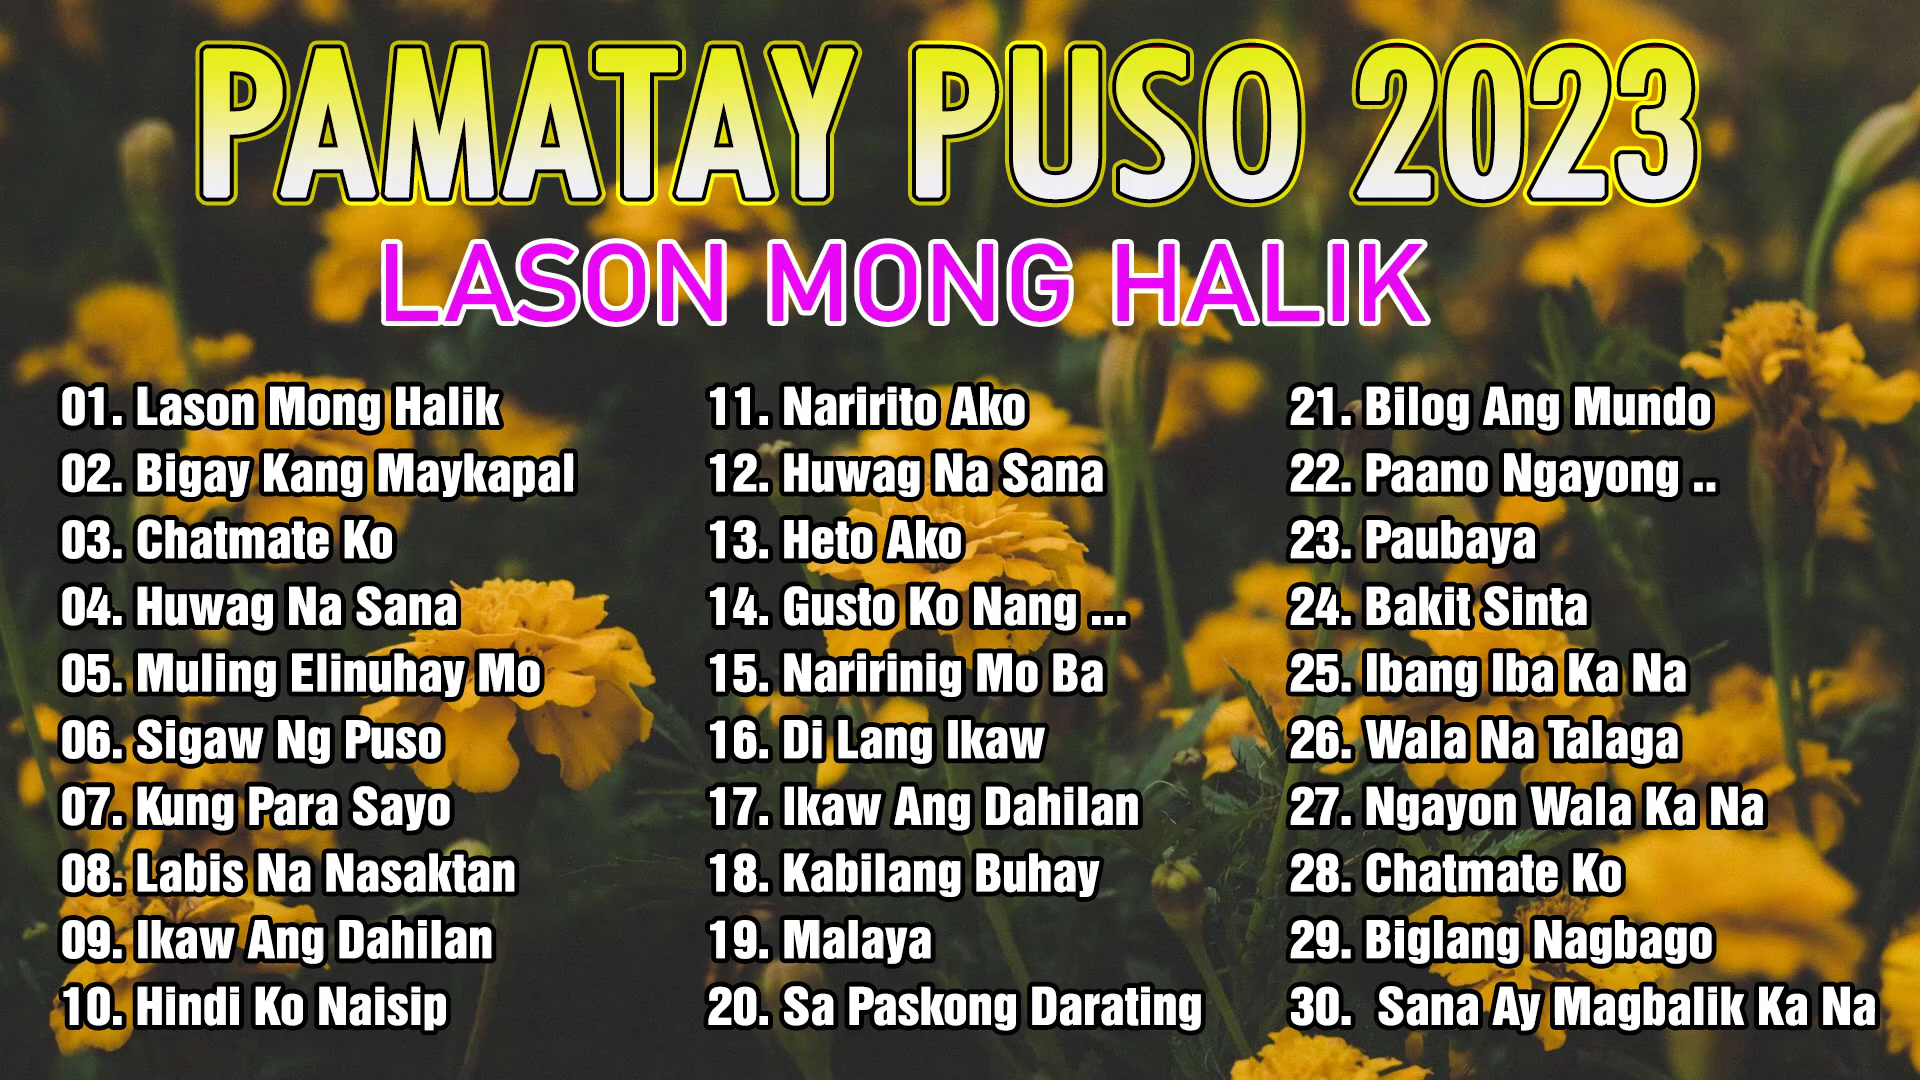 PAMATAY PUSO 2023
LASON MONG HALIK
01. Lason Mong Halik
02. Bigay Kang Maykapal
03. Chatmate Ko
04. Huwag Na Sana
05. Muling Elinuhay Mo
06. Sigaw Ng Puso
07. Kung Para Sayo
08. Labis Na Nasaktan
09. Ikaw Ang Dahilan
10. Hindi Ko Naisip
11. Naririto Ako
12. Huwag Na Sana
13. Heto Ako
14. Gusto Ko Nang ...
15. Naririnig Mo Ba
16. Di Lang Ikaw
17. Ikaw Ang Dahilan
18. Kabilang Buhay
19. Malaya
20. Sa Paskong Darating
21. Bilog Ang Mundo
22. Paano Ngayong ..
23. Paubaya
24. Bakit Sinta
25. Ibang Iba Ka Na
26. Wala Na Talaga
27. Ngayon Wala Ka Na
28. Chatmate Ko
29. Biglang Nagbago
30. Sana Ay Magbalik Ka Na